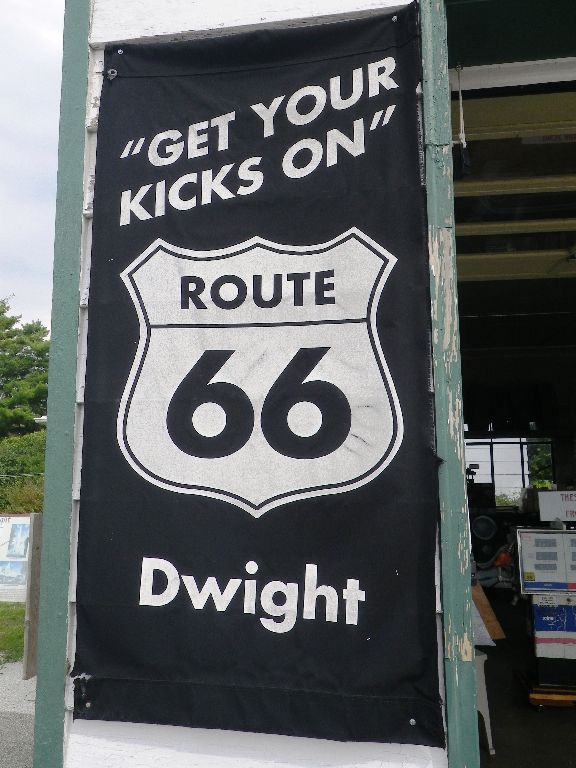 "GET YOUR
KICKS ON"
ROUTE
66
Dwight